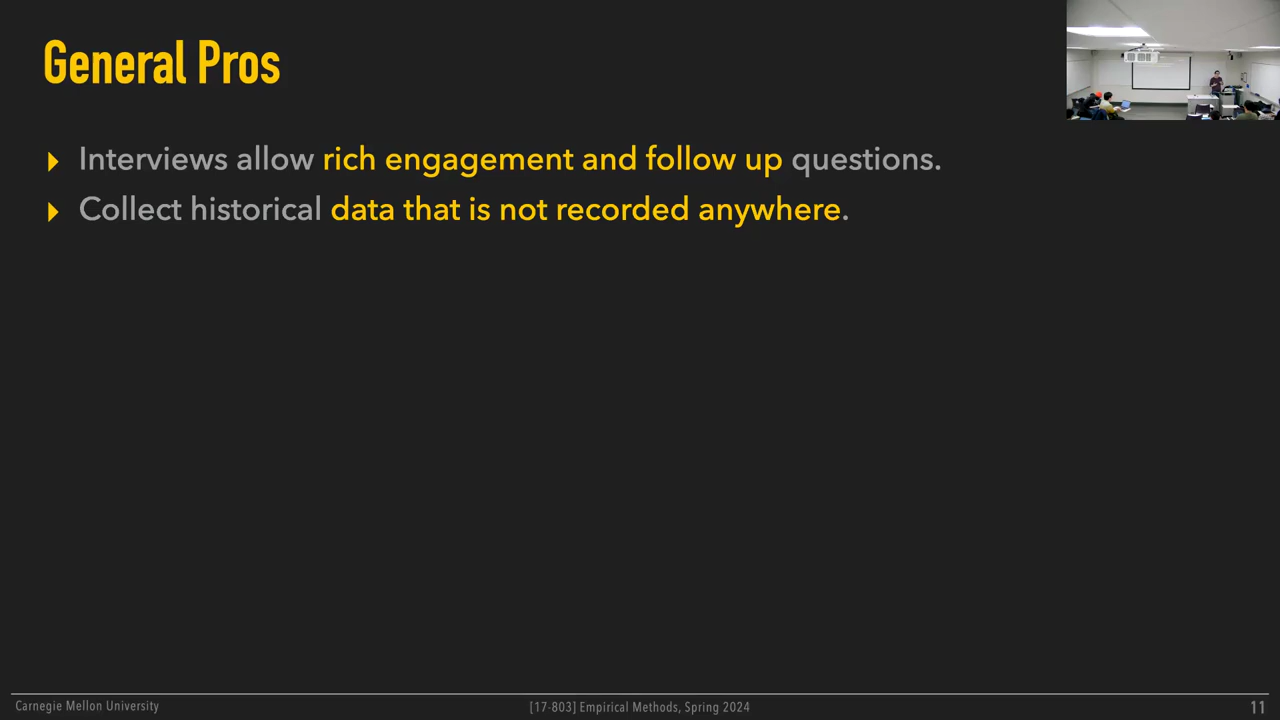 General Pros
Interviews allow rich engagement and follow up questions.
Collect historical data that is not recorded anywhere.
Carnegie Mellon University
[17-803] Empirical Methods, Spring 2024
11